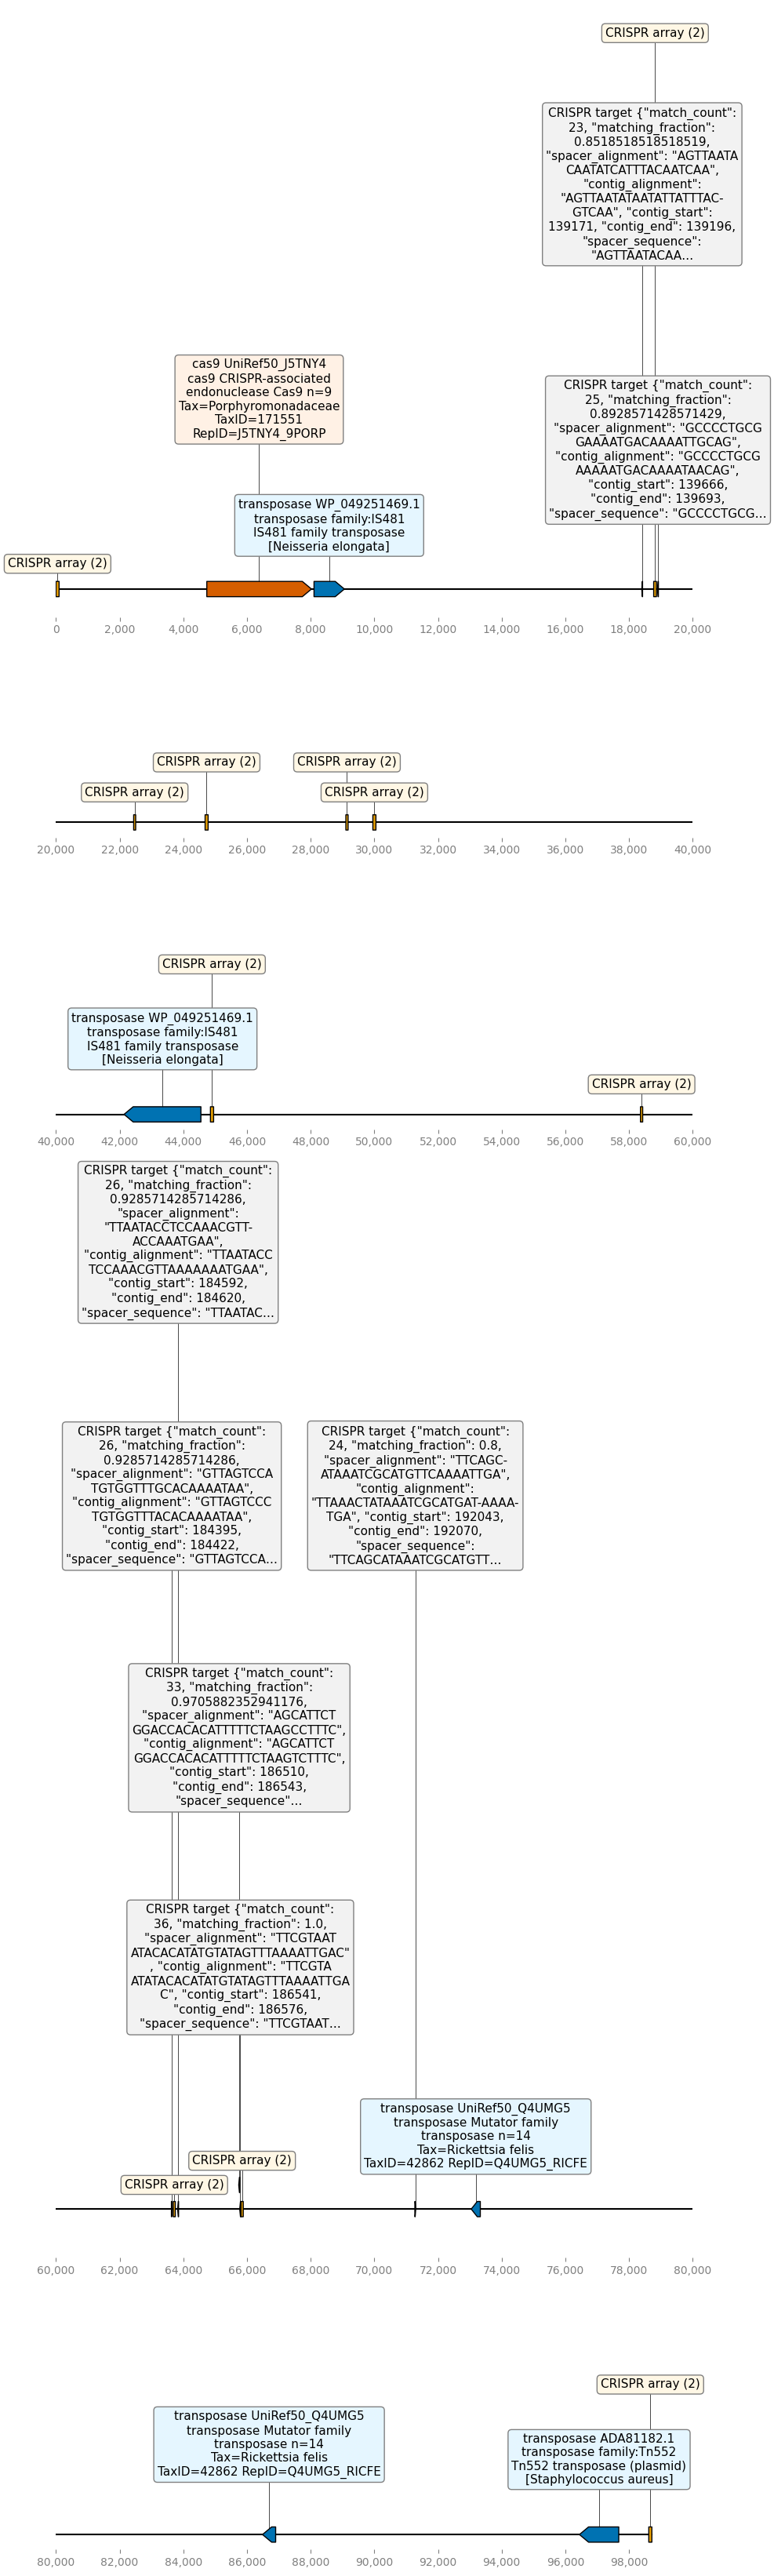 CRISPR array (2)
CRISPR target {"match_count":
23, "matching_fraction":
0.8518518518518519,
"spacer_alignment": "AGTTAATA
CAATATCATTTACAATCAA",
"contig_alignment":
"AGTTAATATAATATTATTTAC-
GTCAA", "contig_start":
139171, "contig_end": 139196,
"spacer_sequence":
"AGTTAATACAA...
cas9 UniRef50_J5TNY4
cas9 CRISPR-associated
endonuclease Cas9 n=9
Tax=Porphyromonadaceae
TaxID=171551
RepID=J5TNY4_9PORP
CRISPR target {"match_count":
25, "matching_fraction":
0.8928571428571429,
"spacer_alignment": "GCCCCTGCG
GAAAATGACAAAATTGCAG",
"contig_alignment": "GCCCCTGCG
AAAAATGACAAAATAACAG",
"contig_start": 139666,
"contig_end": 139693,
"spacer_sequence": "GCCCCTGCG...
transposase WP_049251469.1
transposase family:IS481
IS481 family transposase
[Neisseria elongata]
CRISPR array (2)
0 2,000 4,000 6,000 8,000 10,000 12,000 14,000 16,000 18,000 20,000
CRISPR array (2) CRISPR array (2)
CRISPR array (2) CRISPR array (2)
20,000 22,000 24,000 26,000 28,000 30,000 32,000 34,000 36,000 38,000 40,000
CRISPR array (2)
transposase WP_049251469.1
transposase family:IS481
IS481 family transposase
[Neisseria elongata]
CRISPR array (2)
40,000 42,000 44,000 46,000 48,000 50,000 52,000 54,000 56,000 58,000 60,000
CRISPR target {"match_count":
26, "matching_fraction":
0.9285714285714286,
"spacer_alignment":
"TTAATACCTCCAAACGTT-
ACCAAATGAA",
"contig_alignment": "TTAATACC
TCCAAACGTTAAAAAAATGAA",
"contig_start": 184592,
"contig_end": 184620,
"spacer_sequence": "TTAATAC...
CRISPR target {"match_count":
26, "matching_fraction":
0.9285714285714286,
"spacer_alignment": "GTTAGTCCA
TGTGGTTTGCACAAAATAA",
"contig_alignment": "GTTAGTCCC
TGTGGTTTACACAAAATAA",
"contig_start": 184395,
"contig_end": 184422,
"spacer_sequence": "GTTAGTCCA...
CRISPR target {"match_count":
24, "matching_fraction": 0.8,
"spacer_alignment": "TTCAGC-
ATAAATCGCATGTTCAAAATTGA",
"contig_alignment":
"TTAAACTATAAATCGCATGAT-AAAA-
TGA", "contig_start": 192043,
"contig_end": 192070,
"spacer_sequence":
"TTCAGCATAAATCGCATGTT...
CRISPR target {"match_count":
33, "matching_fraction":
0.9705882352941176,
"spacer_alignment": "AGCATTCT
GGACCACACATTTTTCTAAGCCTTTC",
"contig_alignment": "AGCATTCT
GGACCACACATTTTTCTAAGTCTTTC",
"contig_start": 186510,
"contig_end": 186543,
"spacer_sequence"...
CRISPR target {"match_count":
36, "matching_fraction": 1.0,
"spacer_alignment": "TTCGTAAT
ATACACATATGTATAGTTTAAAATTGAC"
, "contig_alignment": "TTCGTA
ATATACACATATGTATAGTTTAAAATTGA
C", "contig_start": 186541,
"contig_end": 186576,
"spacer_sequence": "TTCGTAAT...
transposase UniRef50_Q4UMG5
transposase Mutator family
transposase n=14
Tax=Rickettsia felis
TaxID=42862 RepID=Q4UMG5_RICFE
CRISPR array (2)
CRISPR array (2)
60,000 62,000 64,000 66,000 68,000 70,000 72,000 74,000 76,000 78,000 80,000
CRISPR array (2)
transposase UniRef50_Q4UMG5
transposase Mutator family
transposase n=14
Tax=Rickettsia felis
TaxID=42862 RepID=Q4UMG5_RICFE
transposase ADA81182.1
transposase family:Tn552
Tn552 transposase (plasmid)
[Staphylococcus aureus]
80,000 82,000 84,000 86,000 88,000 90,000 92,000 94,000 96,000 98,000